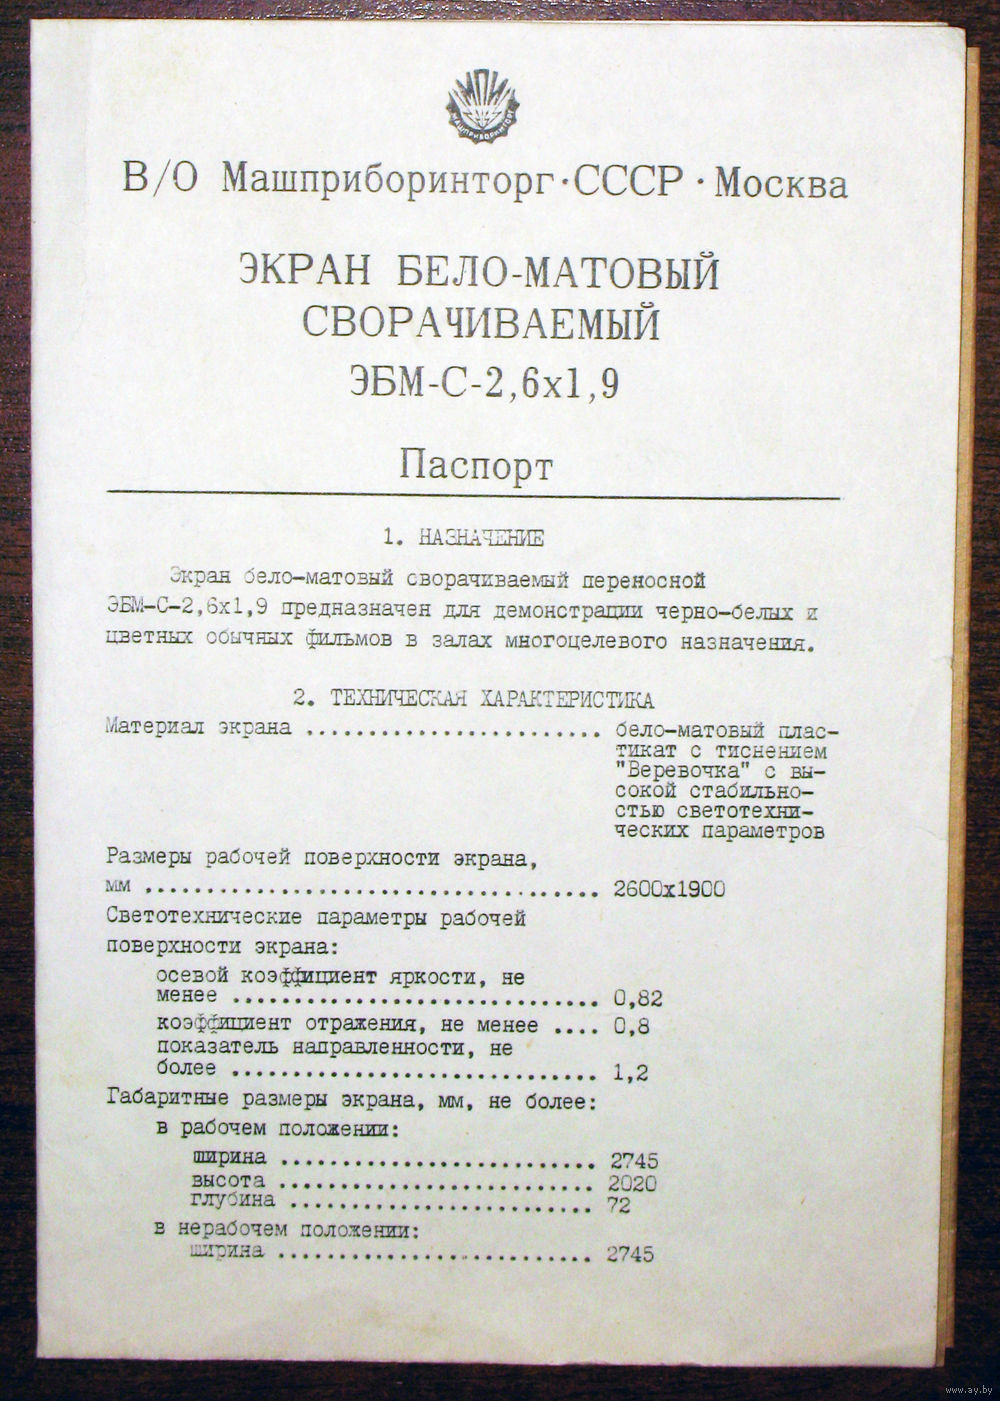 МПИ
МАШПРИБОРИНТОРГ
В/О Машприборинторг·СССР·Москва
ЭКРАН БЕЛО-МАТОВЫЙ
СВОРАЧИВАЕМЫЙ
ЭБМ-С-2,6х1,9
Паспорт
1. НАЗНАЧЕНИЕ
Экран бело-матовый сворачиваемый переносной
ЭБМ-С-2,6х1,9 предназначен для демонстрации черно-белых и
цветных обычных фильмов в залах многоцелевого назначения.
2. ТЕХНИЧЕСКАЯ ХАРАКТЕРИСТИКА
Материал экрана ........................ бело-матовый плас-
тикат с тиснением
"Веревочка" с вы-
сокой стабильно-
стью светотехни-
ческих параметров
Размеры рабочей поверхности экрана,
мм ..................................... 2600х1900
Светотехнические параметры рабочей
поверхности экрана:
осевой коэффициент яркости, не
менее .............................. 0,82
коэффициент отражения, не менее .... 0,8
показатель направленности, не
более .............................. 1,2
Габаритные размеры экрана, мм, не более:
в рабочем положении:
ширина .......................... 2745
высота .......................... 2020
глубина ......................... 72
в нерабочем положении:
ширина .......................... 2745
www.ay.by